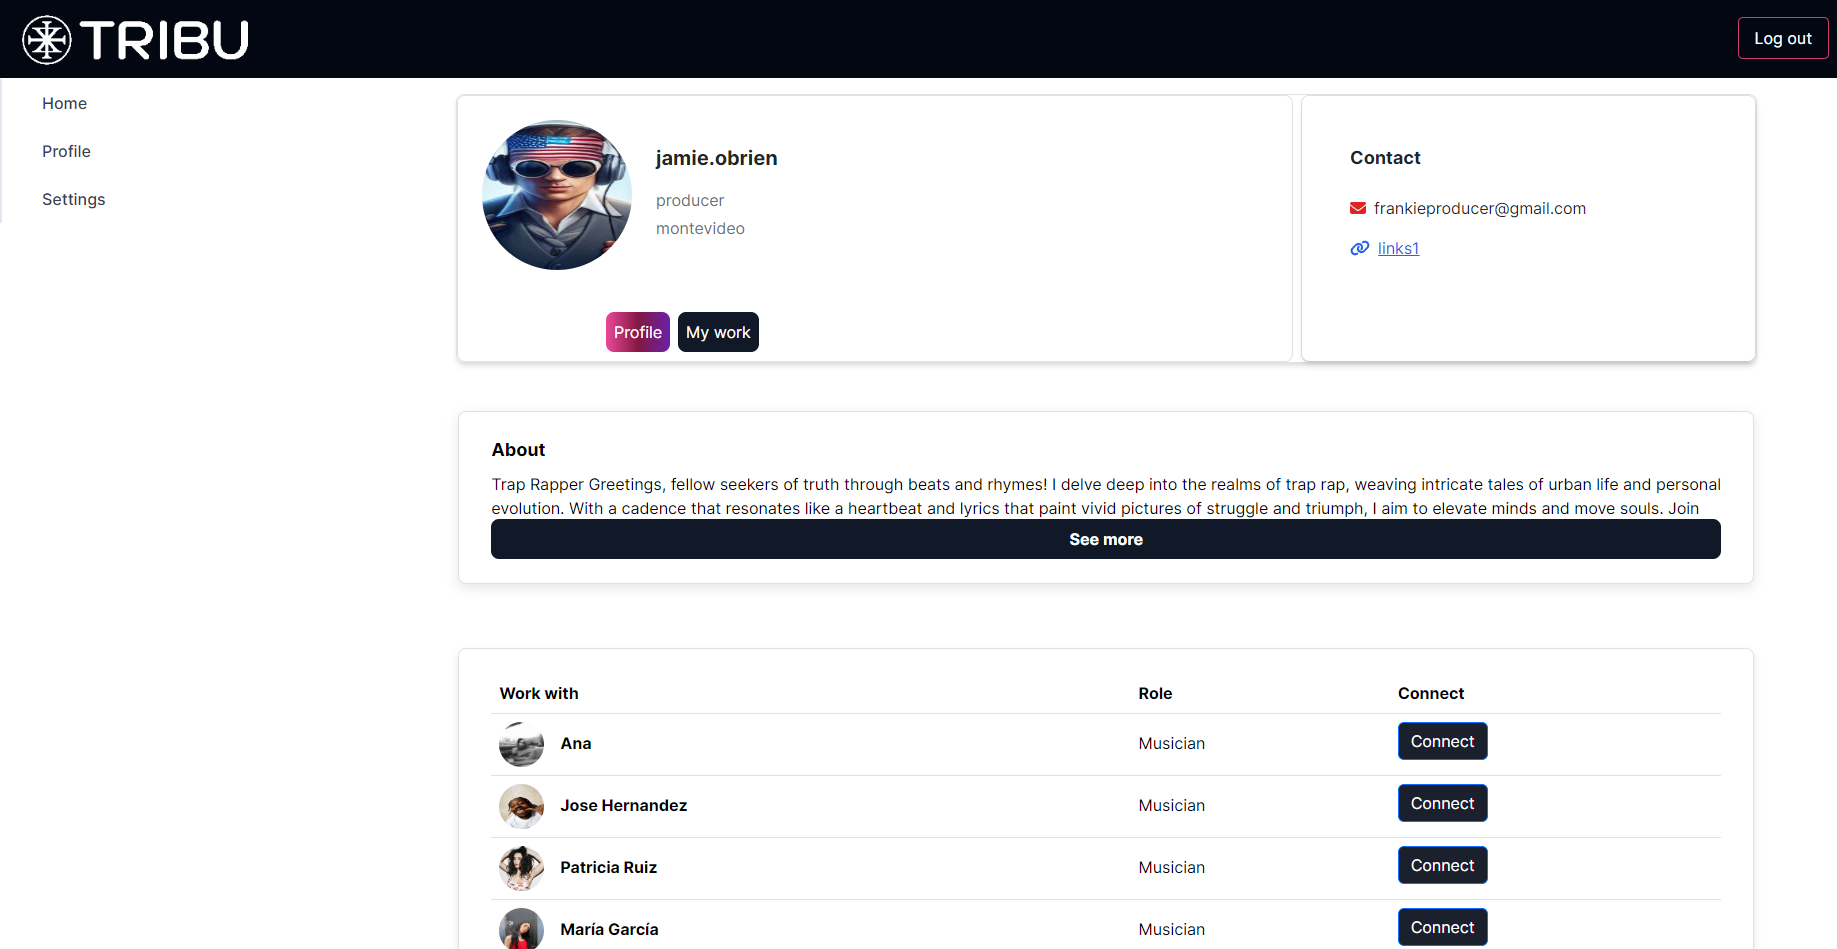 TRIBU
Log out
Home
Profile
Settings
jamie.obrien
producer
montevideo
Profile
My work
Contact
frankieproducer@gmail.com
links1
About
Trap Rapper Greetings, fellow seekers of truth through beats and rhymes! I delve deep into the realms of trap rap, weaving intricate tales of urban life and personal
evolution. With a cadence that resonates like a heartbeat and lyrics that paint vivid pictures of struggle and triumph, I aim to elevate minds and move souls. Join
See more
Work with Role Connect
Ana Musician Connect
Jose Hernandez Musician Connect
Patricia Ruiz Musician Connect
María García Musician Connect